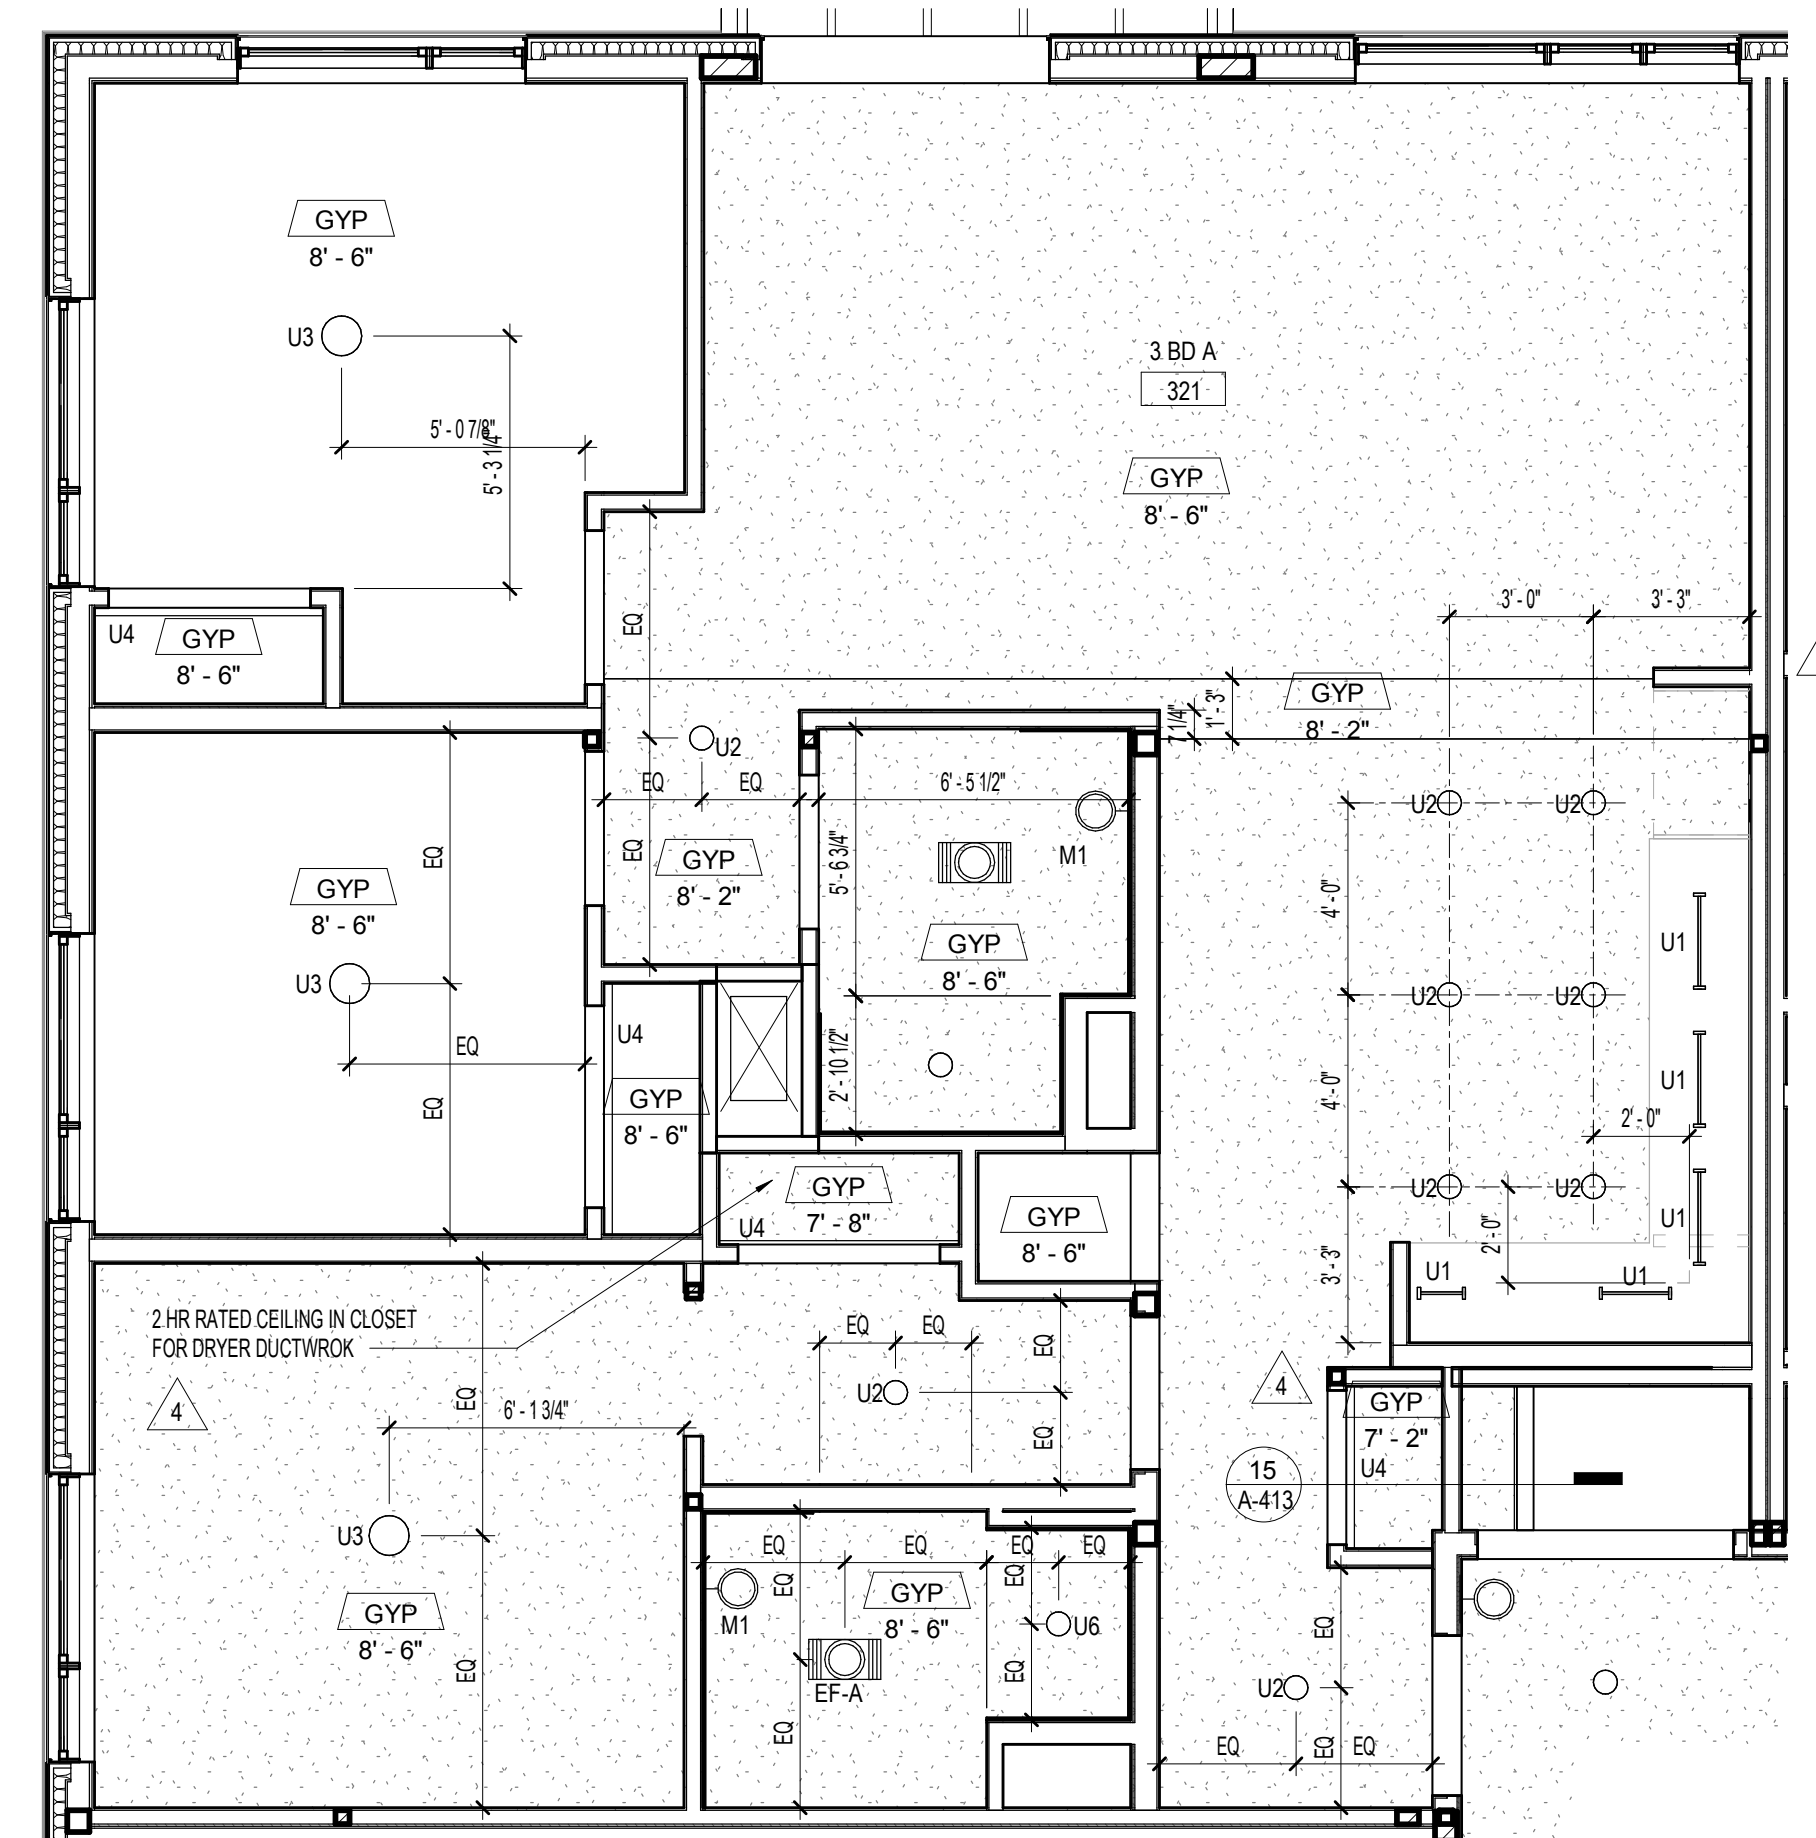 GYP
8' - 6"
U3
5' - 0 7/8"
5' - 3 1/4"
3 BD A
321
GYP
8' - 6"
U4
GYP
8' - 6"
EQ
3' - 0"
3' - 3"
GYP
8' - 2"
1' - 3"
7 1/4"
U2
EQ
EQ
EQ
GYP
8' - 2"
6' - 5 1/2"
5' - 6 3/4"
M1
GYP
8' - 6"
2' - 10 1/2"
U2
U2
4' - 0"
U2
U2
4' - 0"
U2
U2
3' - 3"
2' - 0"
2' - 0"
U1
U1
U1
U1
U1
EQ
GYP
8' - 6"
U3
EQ
EQ
U4
GYP
8' - 6"
GYP
7' - 8"
U4
GYP
8' - 6"
2 HR RATED CEILING IN CLOSET
FOR DRYER DUCTWROK
4
EQ
6' - 1 3/4"
U3
GYP
8' - 6"
EQ
EQ
EQ
EQ
U2
EQ
4
GYP
7' - 2"
U4
15
A-413
EQ
EQ
EQ
EQ
EQ
EQ
M1
GYP
8' - 6"
U6
EQ
EF-A
EQ
EQ
U2
EQ
EQ
EQ